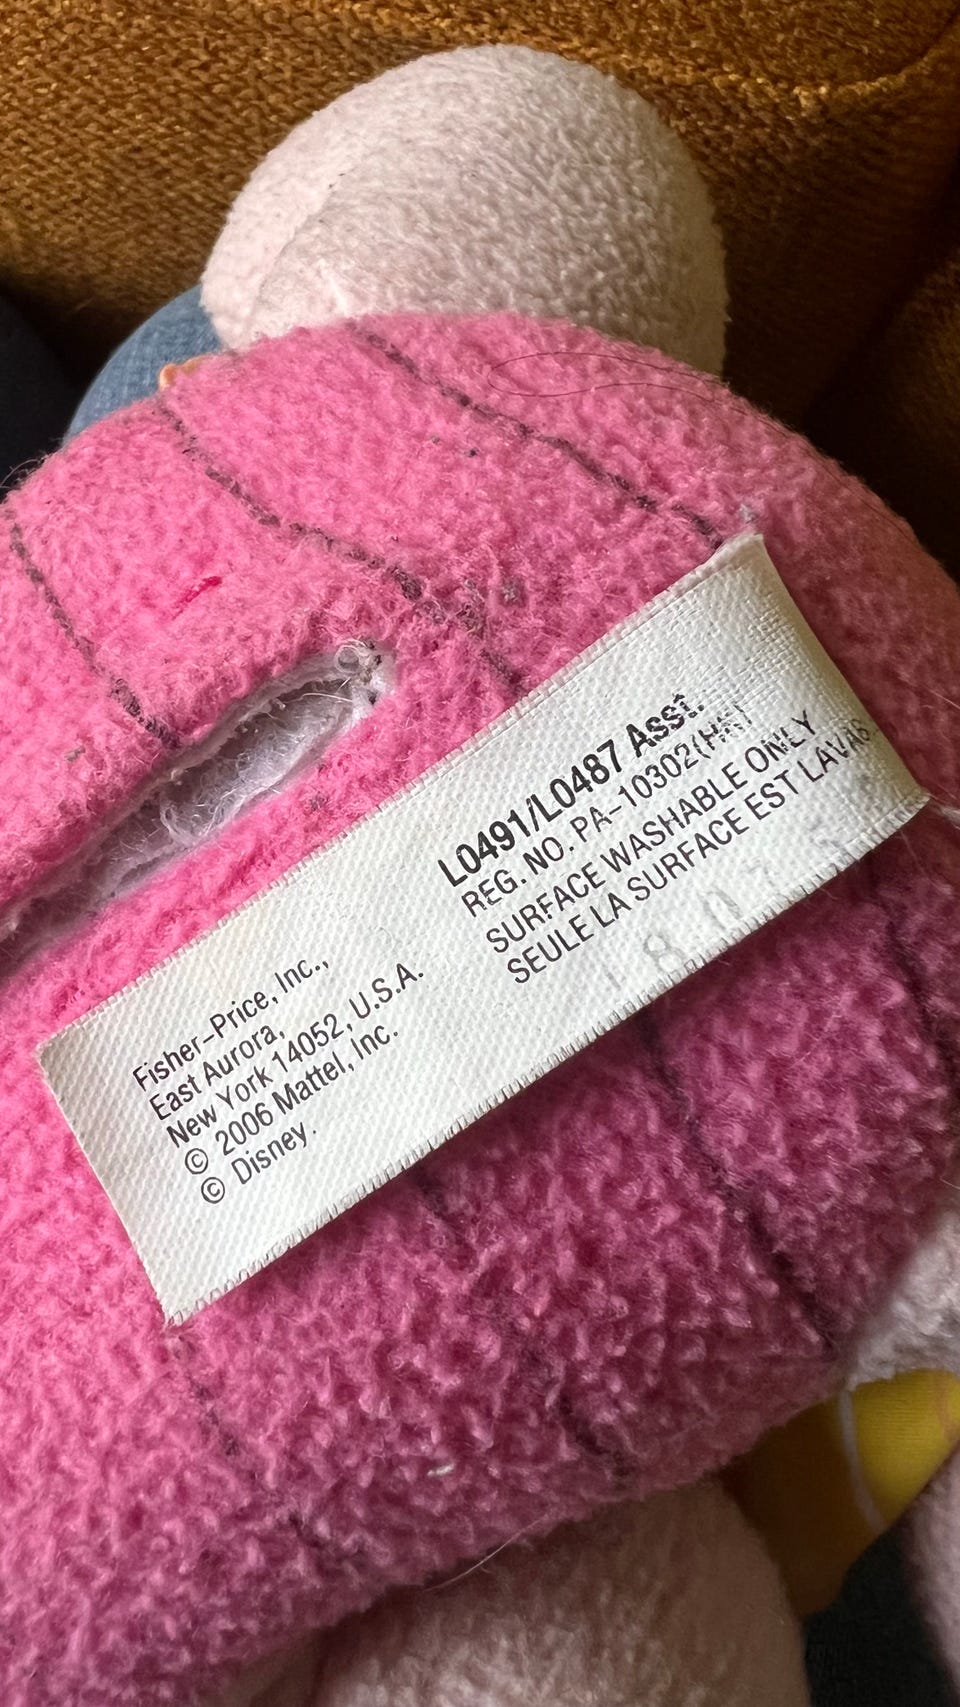 L0491/L0487 Asst.
REG. NO. PA-10302(HK)
SURFACE WASHABLE ONLY
SEULE LA SURFACE EST
Fisher-Price, Inc.,
East Aurora,
New York 14052, U.S.A.
© 2006 Mattel, Inc.
© Disney.